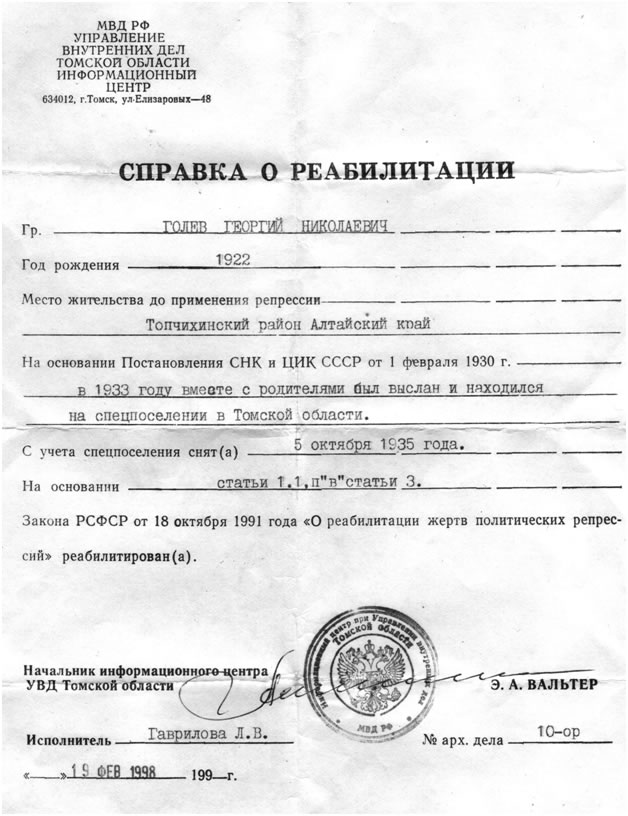 МВД РФ
УПРАВЛЕНИЕ
ВНУТРЕННИХ ДЕЛ
ТОМСКОЙ ОБЛАСТИ
ИНФОРМАЦИОННЫЙ
ЦЕНТР
634012, г.Томск, ул.Елизаровых—48
СПРАВКА О РЕАБИЛИТАЦИИ
Гр. ГОЛЕВ ГЕОРГИЙ НИКОЛАЕВИЧ
Год рождения 1922
Место жительства до применения репрессии
Топчихинский район Алтайский край
На основании Постановления СНК и ЦИК СССР от 1 февраля 1930 г.
в 1933 году вместе с родителями был выслан и находился
на спецпоселении в Томской области.
С учета спецпоселения снят(а) 5 октября 1935 года.
На основании статьи 1.1,п"в"статьи 3.
Закона РСФСР от 18 октября 1991 года «О реабилитации жертв политических репрес-
сий» реабилитирован(а).
Информационный центр при Управлении внутренних дел
Томской области
МВД РФ
Начальник информационного центра
УВД Томской области Э. А. ВАЛЬТЕР
Исполнитель Гаврилова Л.В. № арх. дела 10-ор
«__» 19 ФЕВ 1998 199—г.